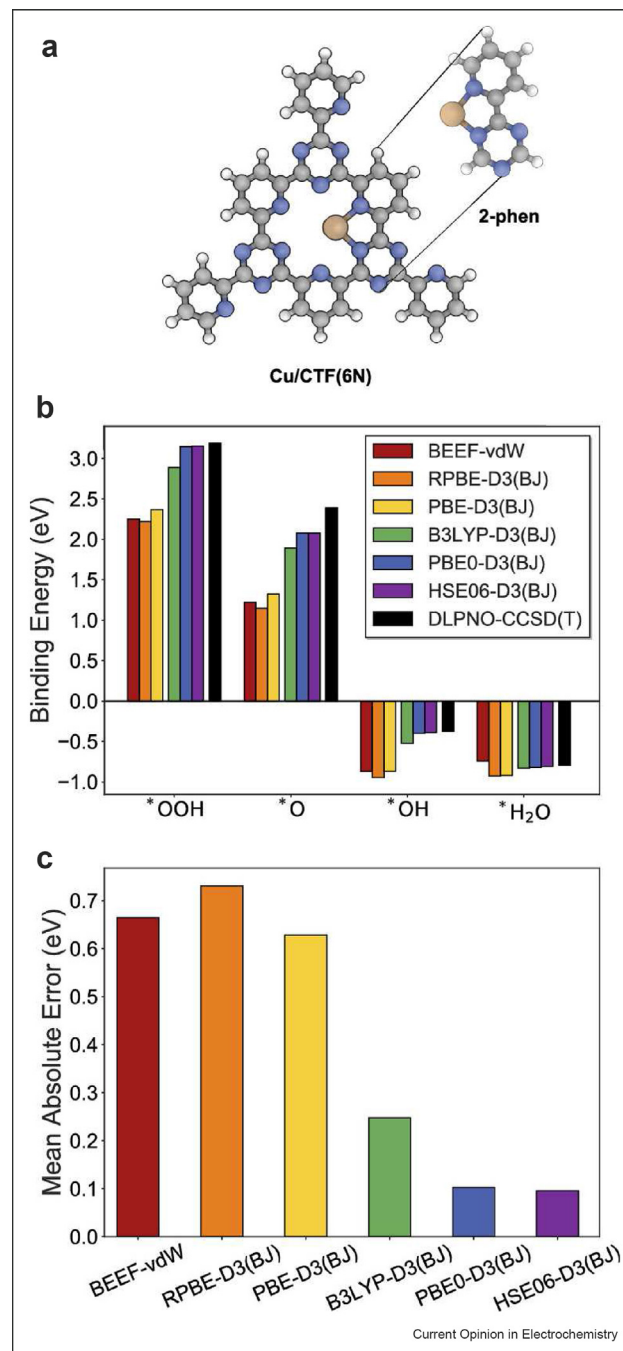 a
2-phen
Cu/CTF(6N)
b
Binding Energy (eV)
3.0
2.5
2.0
1.5
1.0
0.5
0.0
−0.5
−1.0
BEEF-vdW
RPBE-D3(BJ)
PBE-D3(BJ)
B3LYP-D3(BJ)
PBE0-D3(BJ)
HSE06-D3(BJ)
DLPNO-CCSD(T)
*OOH *O *OH *H₂O
c
Mean Absolute Error (eV)
0.7
0.6
0.5
0.4
0.3
0.2
0.1
0.0
BEEF-vdW RPBE-D3(BJ) PBE-D3(BJ) B3LYP-D3(BJ) PBE0-D3(BJ) HSE06-D3(BJ)
Current Opinion in Electrochemistry